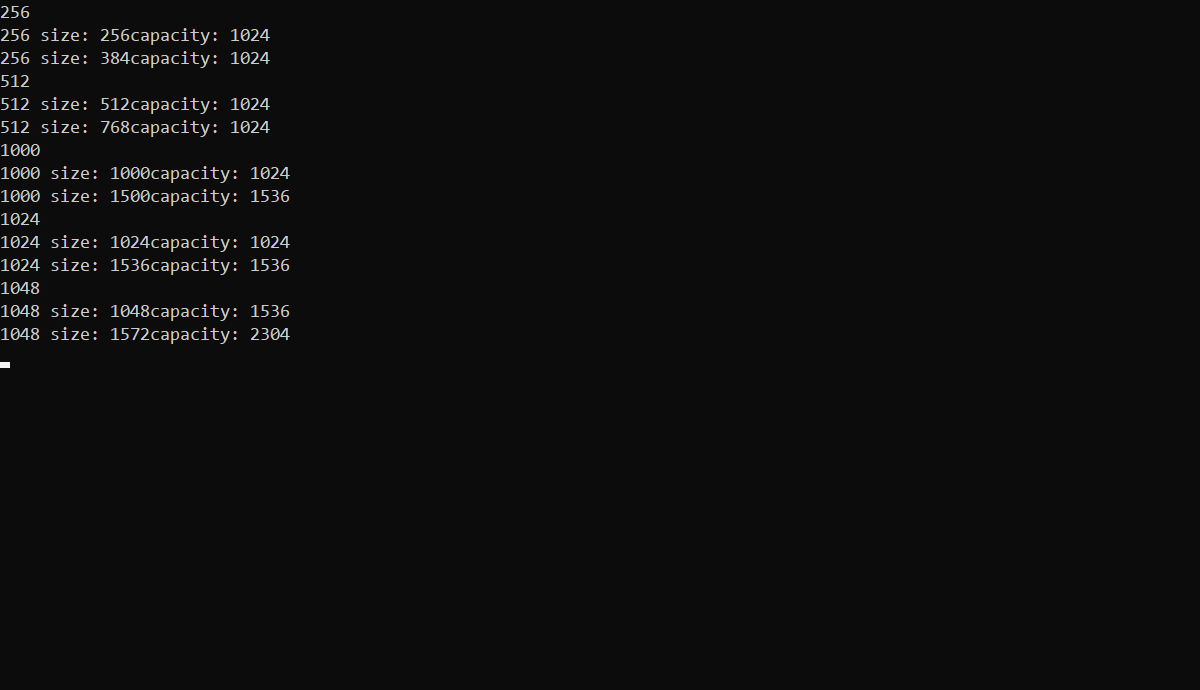 256
256 size: 256capacity: 1024
256 size: 384capacity: 1024
512
512 size: 512capacity: 1024
512 size: 768capacity: 1024
1000
1000 size: 1000capacity: 1024
1000 size: 1500capacity: 1536
1024
1024 size: 1024capacity: 1024
1024 size: 1536capacity: 1536
1048
1048 size: 1048capacity: 1536
1048 size: 1572capacity: 2304